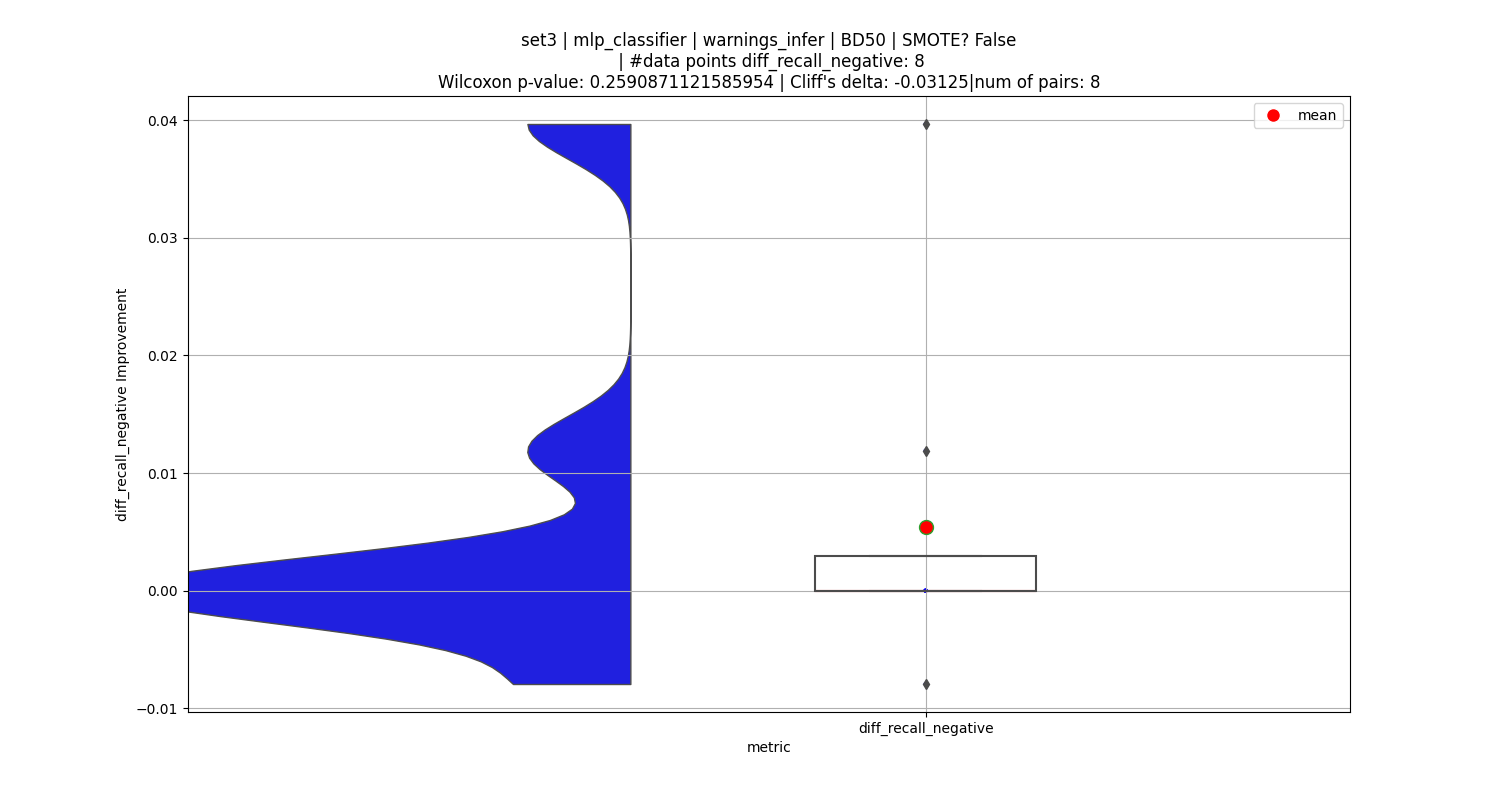 set3 | mlp_classifier | warnings_infer | BD50 | SMOTE? False
| #data points diff_recall_negative: 8
Wilcoxon p-value: 0.2590871121585954 | Cliff's delta: -0.03125|num of pairs: 8
mean
0.04
0.03
0.02
0.01
0.00
−0.01
diff_recall_negative Improvement
diff_recall_negative
metric